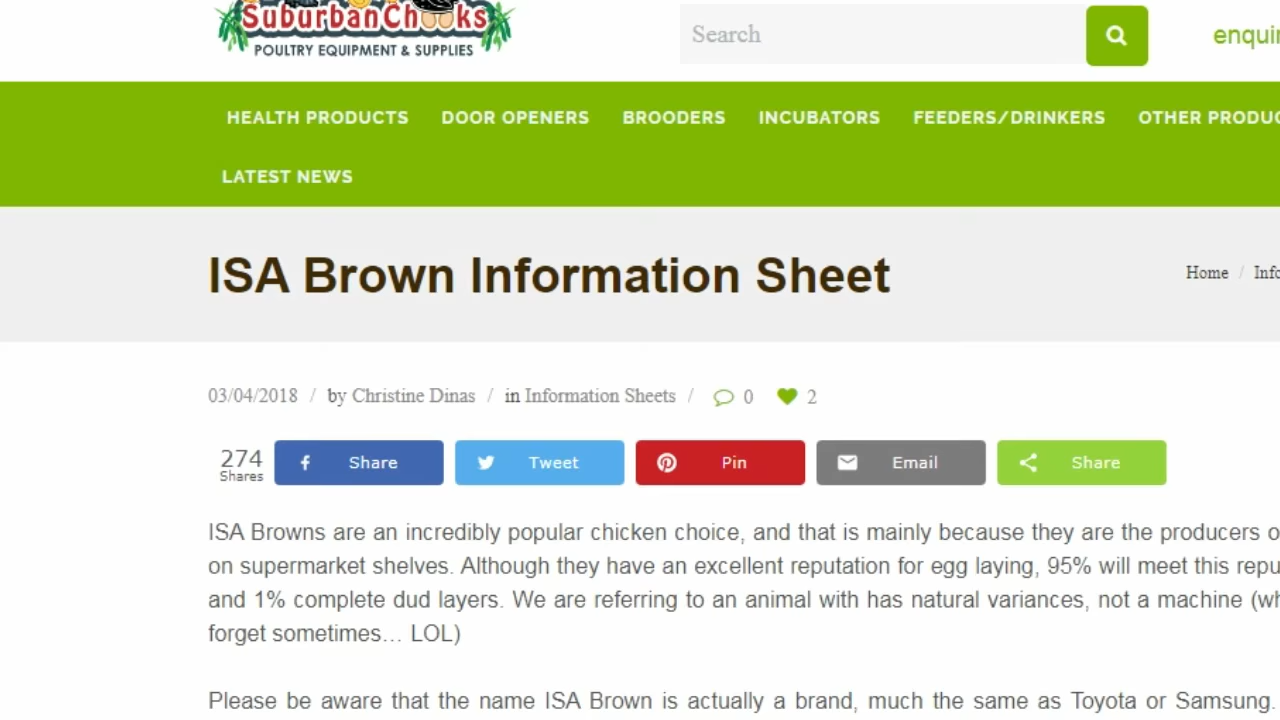 SuburbanChooks
POULTRY EQUIPMENT & SUPPLIES
Search
HEALTH PRODUCTS DOOR OPENERS BROODERS INCUBATORS FEEDERS/DRINKERS
LATEST NEWS
ISA Brown Information Sheet
Home /
03/04/2018 / by Christine Dinas / in Information Sheets / 0 2
274
Shares
Share Tweet Pin Email Share
ISA Browns are an incredibly popular chicken choice, and that is mainly because they are the producers
on supermarket shelves. Although they have an excellent reputation for egg laying, 95% will meet this
and 1% complete dud layers. We are referring to an animal with has natural variances, not a machine
forget sometimes... LOL)
Please be aware that the name ISA Brown is actually a brand, much the same as Toyota or Samsung.